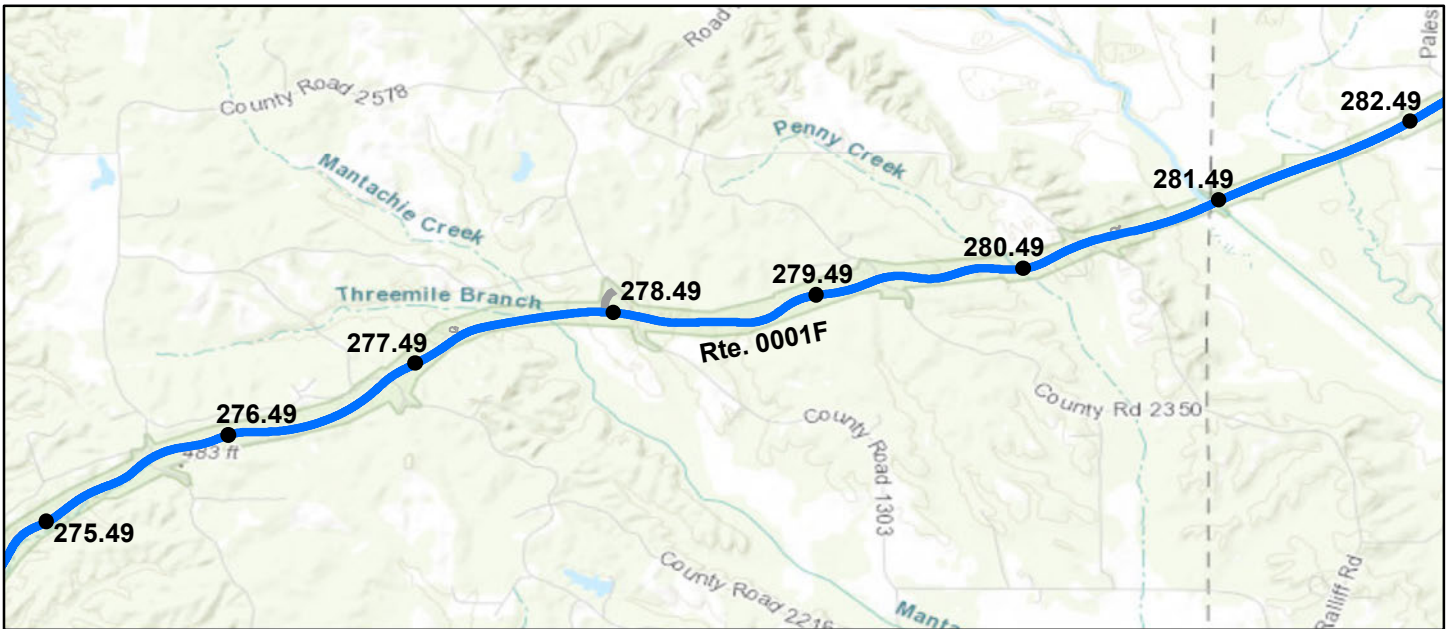 Road
Pales
282.49
County Road 2578
Penny Creek
Mantachie Creek
281.49
280.49
279.49
278.49
Threemile Branch
277.49
Rte. 0001F
276.49
County Rd 2350
County Road 1303
483 ft
275.49
County Road 2216
Manta
Ralliff Rd